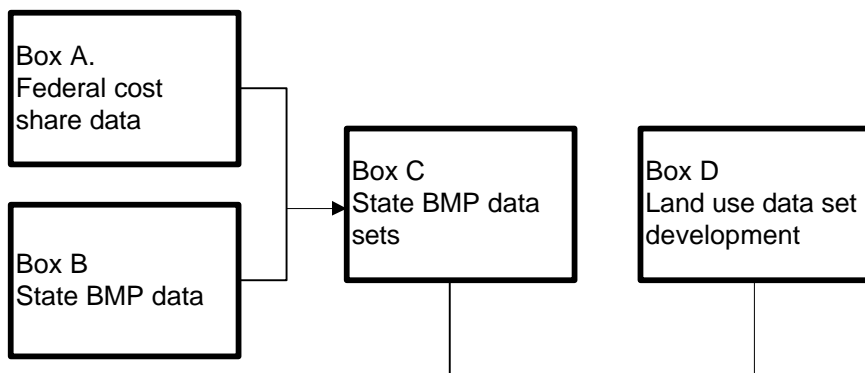 Box A.
Federal cost
share data
Box B
State BMP data
Box C
State BMP data
sets
Box D
Land use data set
development